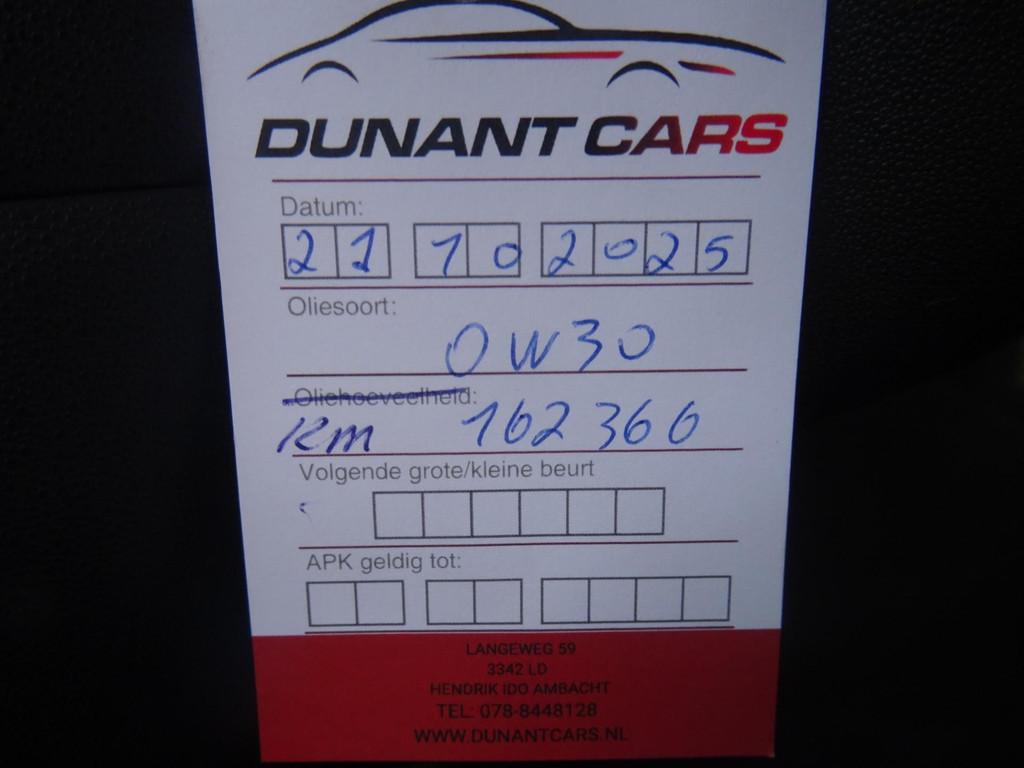 DUNANT CARS
Datum:
21 10 2025
Oliesoort:
0W30
Oliehoeveelheid:
Km 162366
Volgende grote/kleine beurt
APK geldig tot:
LANGEWEG 59
3342 LD
HENDRIK IDO AMBACHT
TEL: 078-8448128
WWW.DUNANTCARS.NL